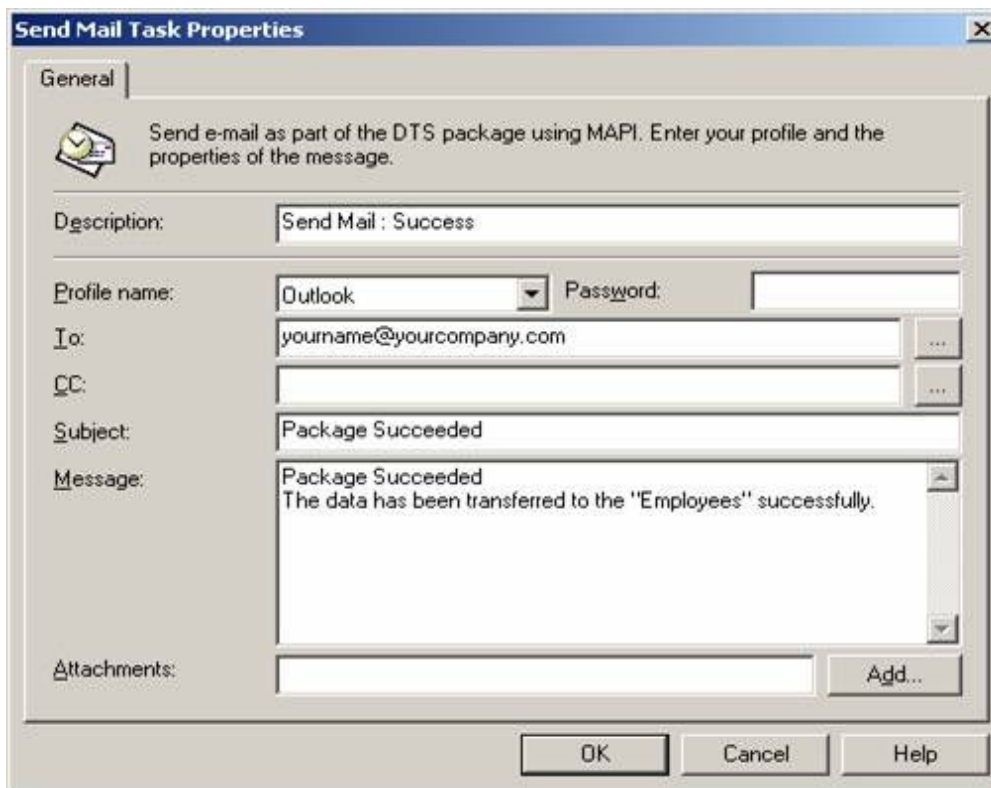 Send Mail Task Properties
General
Send e-mail as part of the DTS package using MAPI. Enter your profile and the
properties of the message.
Description:
Send Mail : Success
Profile name:
Outlook
Password:
To:
yourname@yourcompany.com
...
CC:
...
Subject:
Package Succeeded
Message:
Package Succeeded
The data has been transferred to the "Employees" successfully.
Attachments:
Add...
OK
Cancel
Help